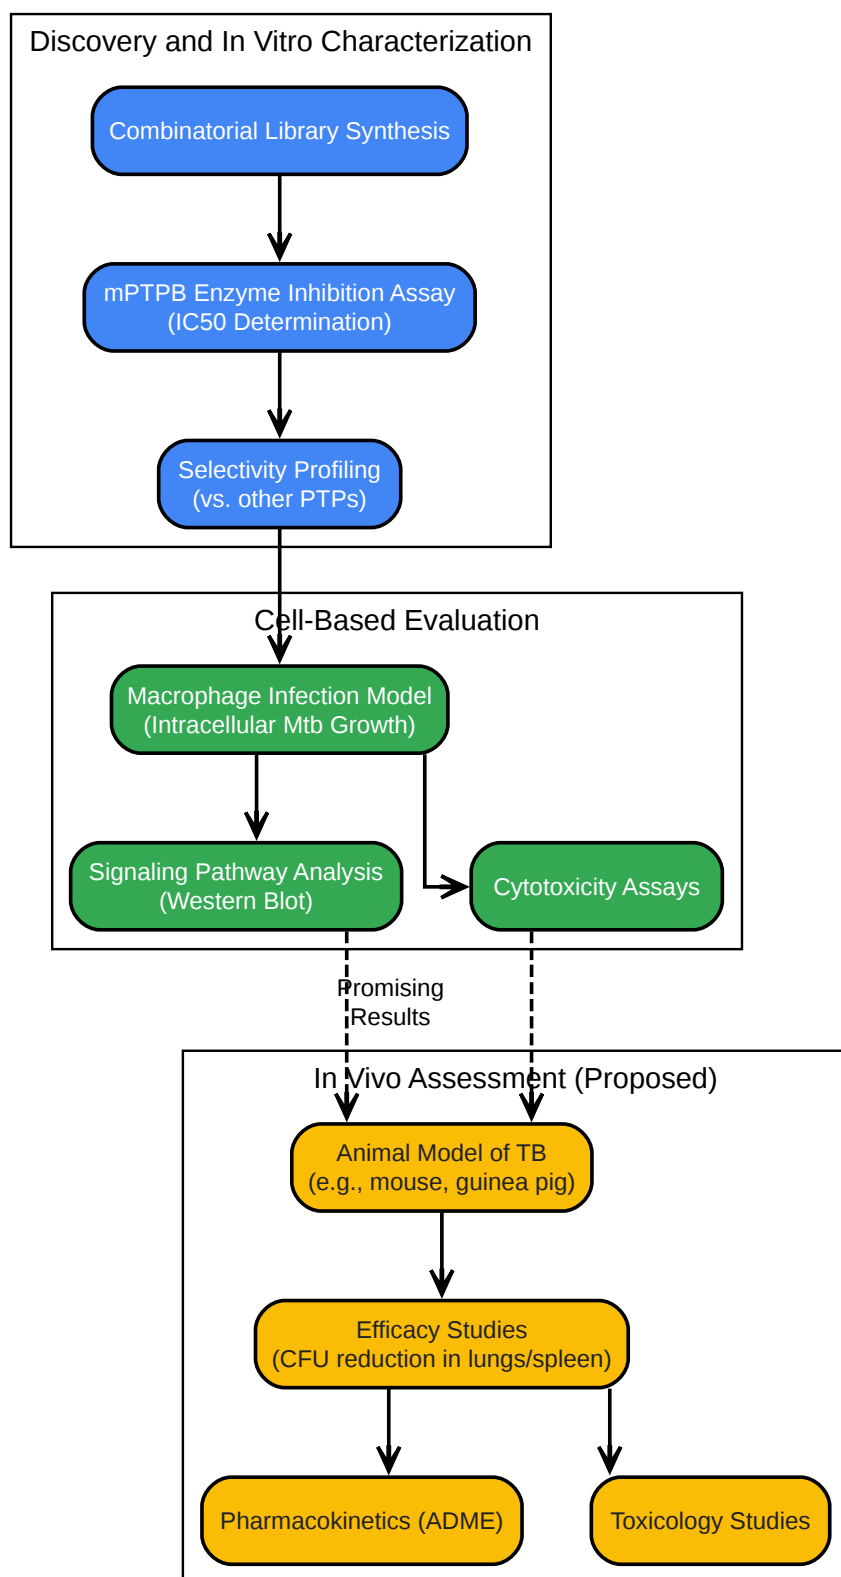 Discovery and In Vitro Characterization
Combinatorial Library Synthesis
mPTPB Enzyme Inhibition Assay
(IC50 Determination)
Selectivity Profiling
(vs. other PTPs)
Cell-Based Evaluation
Macrophage Infection Model
(Intracellular Mtb Growth)
Signaling Pathway Analysis
(Western Blot)
Cytotoxicity Assays
Promising
Results
In Vivo Assessment (Proposed)
Animal Model of TB
(e.g., mouse, guinea pig)
Efficacy Studies
(CFU reduction in lungs/spleen)
Pharmacokinetics (ADME)
Toxicology Studies